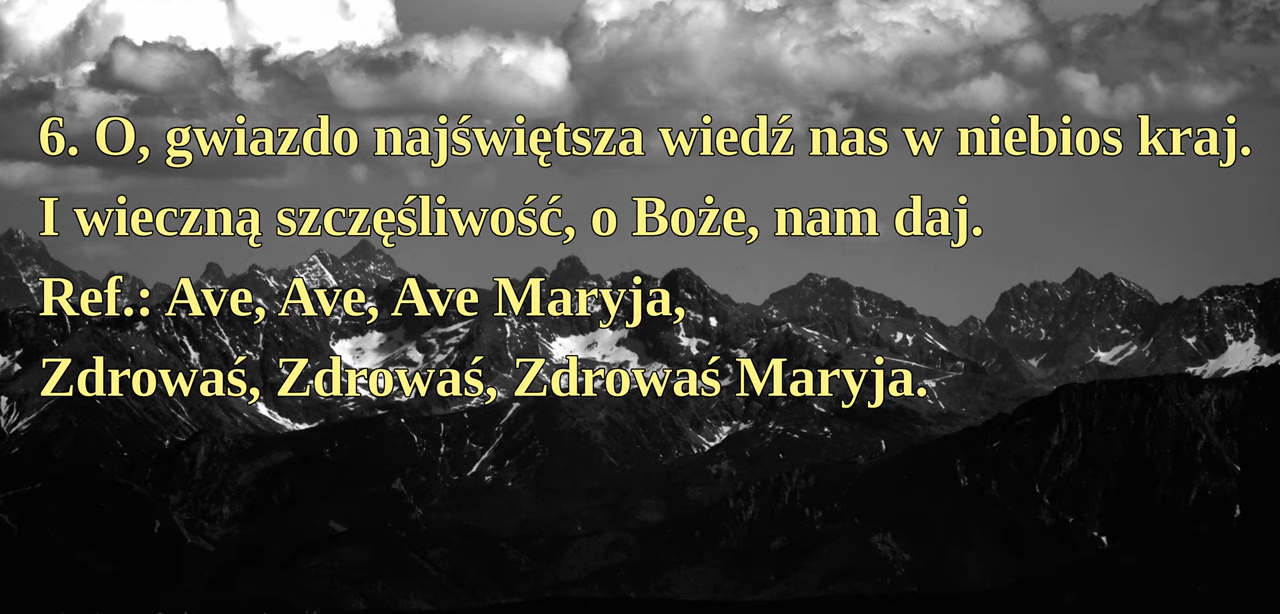 6. O, gwiazdo najświętsza wiedź nas w niebios kraj.
I wieczną szczęśliwość, o Boże, nam daj.
Ref.: Ave, Ave, Ave Maryja,
Zdrowaś, Zdrowaś, Zdrowaś Maryja.